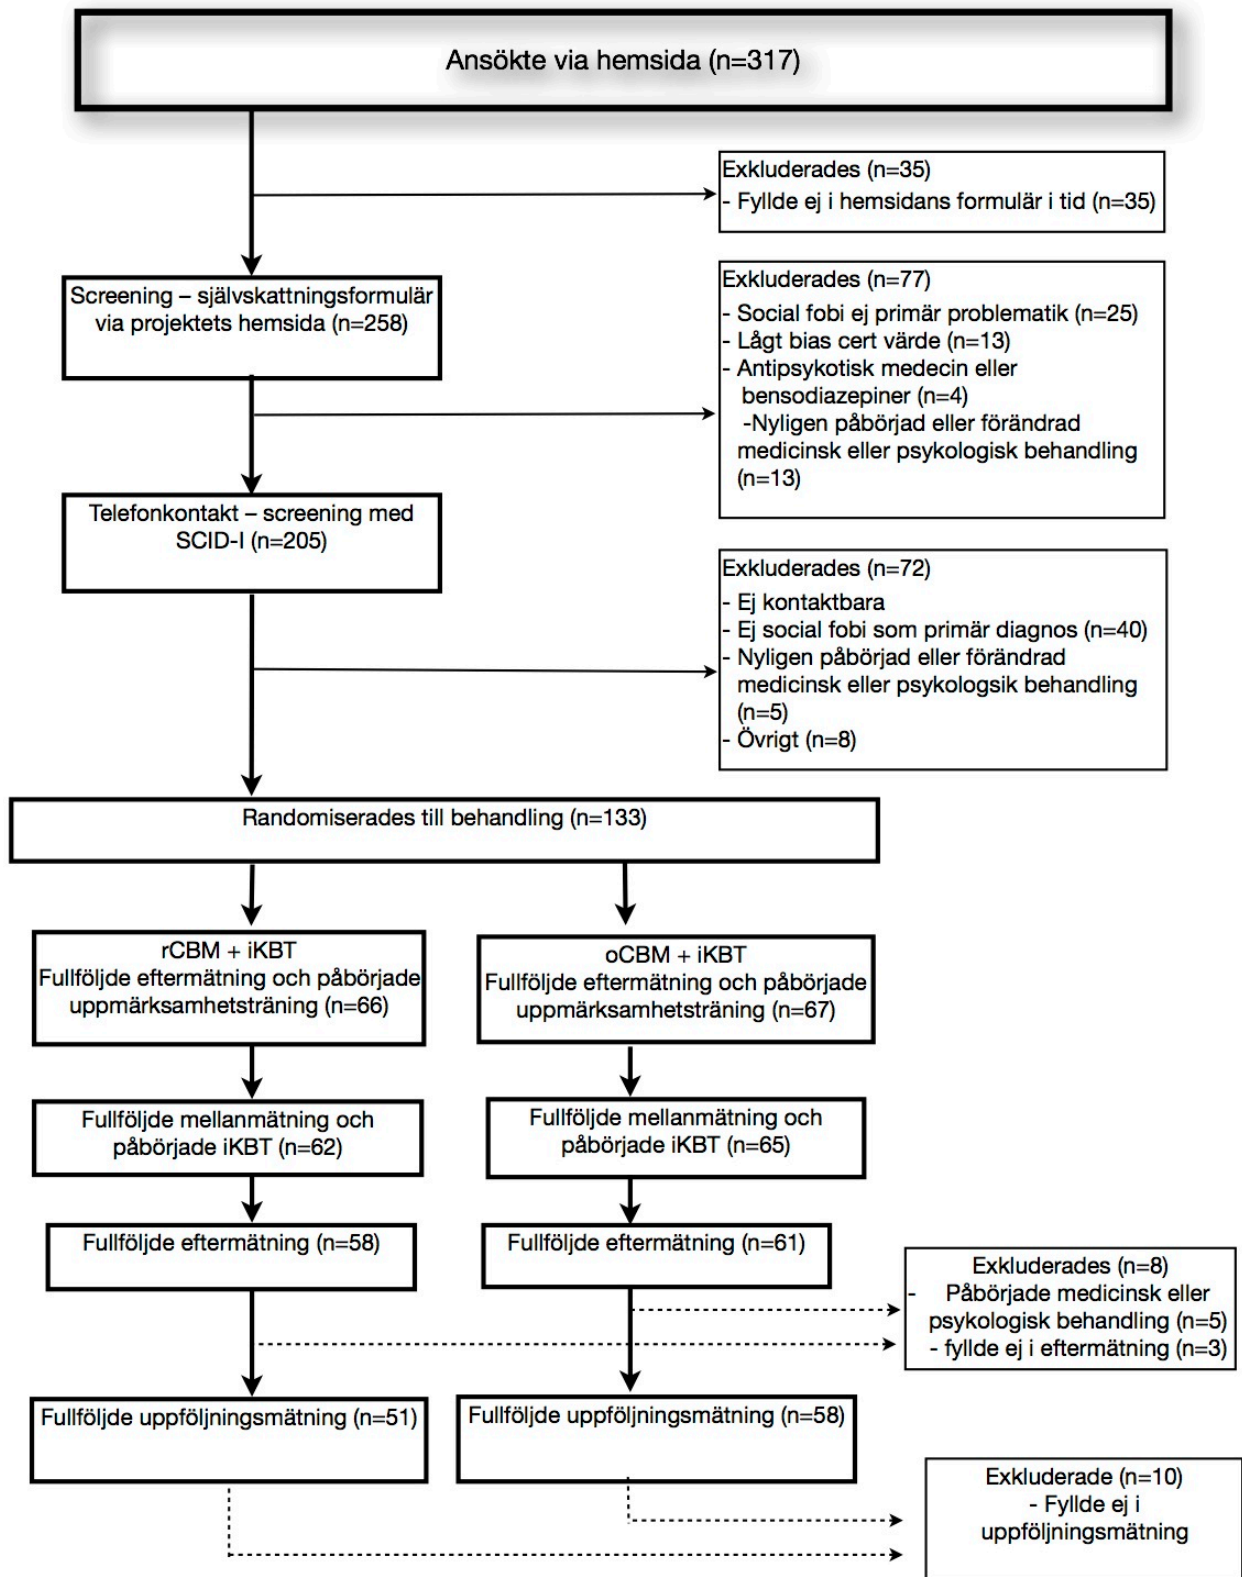 Ansökte via hemsida (n=317)
Exkluderades (n=35)
- Fyllde ej i hemsidans formulär i tid (n=35)
Screening – självskattningsformulär
via projektets hemsida (n=258)
Exkluderades (n=77)
- Social fobi ej primär problematik (n=25)
- Lågt bias cert värde (n=13)
- Antipsykotisk medecin eller
bensodiazepiner (n=4)
-Nyligen påbörjad eller förändrad
medicinsk eller psykologisk behandling
(n=13)
Telefonkontakt – screening med
SCID-I (n=205)
Exkluderades (n=72)
- Ej kontaktbara
- Ej social fobi som primär diagnos (n=40)
- Nyligen påbörjad eller förändrad
medicinsk eller psykologsik behandling
(n=5)
- Övrigt (n=8)
Randomiserades till behandling (n=133)
rCBM + iKBT
Fullföljde eftermätning och påbörjade
uppmärksamhetsträning (n=66)
oCBM + iKBT
Fullföljde eftermätning och påbörjade
uppmärksamhetsträning (n=67)
Fullföljde mellanmätning och
påbörjade iKBT (n=62)
Fullföljde mellanmätning och
påbörjade iKBT (n=65)
Fullföljde eftermätning (n=58)
Fullföljde eftermätning (n=61)
Exkluderades (n=8)
- Påbörjade medicinsk eller
psykologisk behandling (n=5)
- fyllde ej i eftermätning (n=3)
Fullföljde uppföljningsmätning (n=51)
Fullföljde uppföljningsmätning (n=58)
Exkluderade (n=10)
- Fyllde ej i
uppföljningsmätning